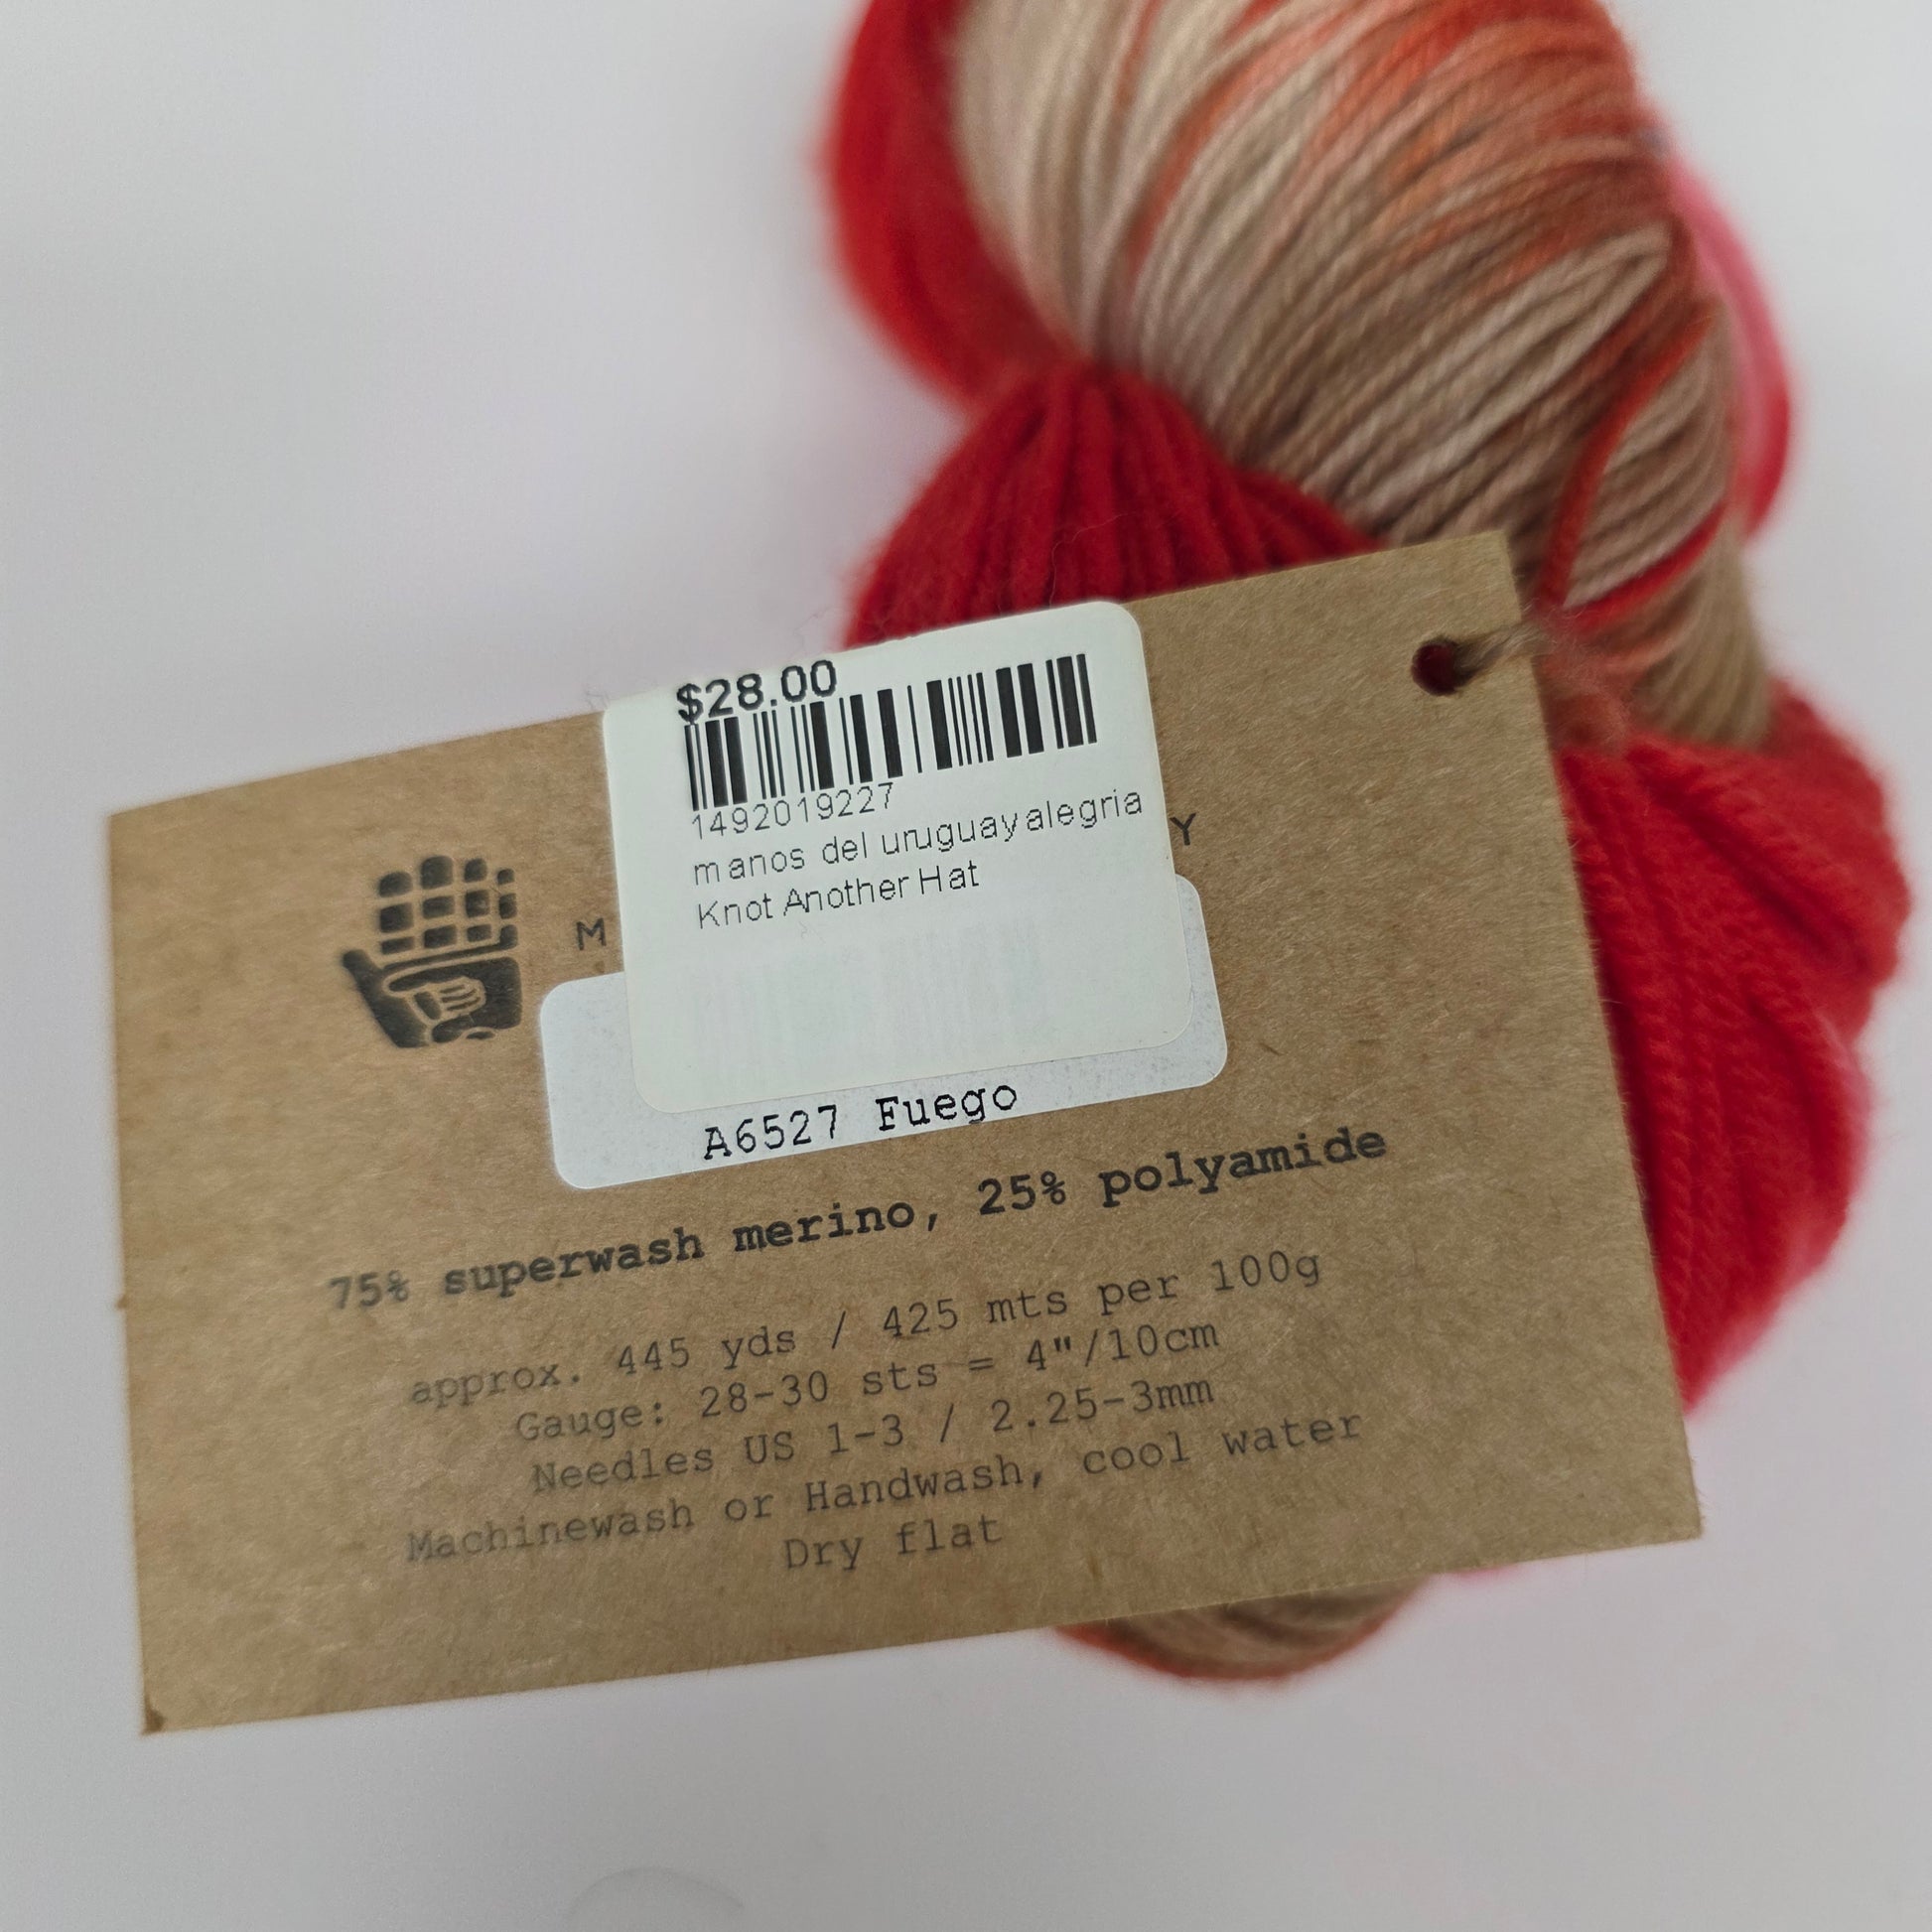 $28.00
1492019227
manos del uruguay alegria
Knot Another Hat
M Y
A6527 Fuego
75% superwash merino, 25% polyamide
approx. 445 yds / 425 mts per 100g
Gauge: 28-30 sts = 4"/10cm
Needles US 1-3 / 2.25-3mm
Machinewash or Handwash, cool water
Dry flat